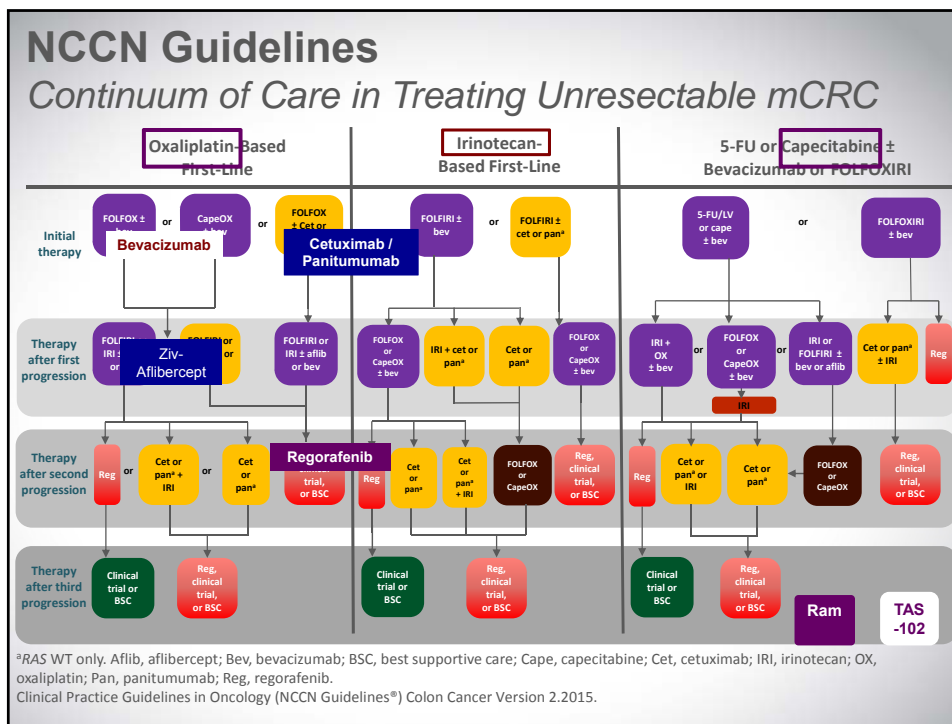 NCCN Guidelines
Continuum of Care in Treating Unresectable mCRC
Oxaliplatin-Based
First-Line
Irinotecan-
Based First-Line
5-FU or Capecitabine ±
Bevacizumab or FOLFOXIRI
Initial
therapy
FOLFOX ±
or
CapeOX
± bev
or
FOLFOX
± Cet or
Bevacizumab
Cetuximab /
Panitumumab
FOLFIRI ±
bev
or
FOLFIRI ±
cet or panᵃ
5-FU/LV
or cape
± bev
or
FOLFOXIRI
± bev
Therapy
after first
progression
IRI ±
or
Ziv-
Aflibercept
or
FOLFIRI or
IRI ± aflib
or bev
FOLFOX
or
CapeOX
± bev
IRI + cet or
panᵃ
Cet or
panᵃ
FOLFOX
or
CapeOX
± bev
IRI +
OX ± bev
or
FOLFOX
or
CapeOX
± bev
or
IRI or
FOLFIRI ±
bev or aflib
Cet or panᵃ
± IRI
or
Reg
IRI
Therapy
after second
progression
Reg
or
Cet or
panᵃ +
IRI
or
Cet
or
panᵃ
Regorafenib
trial,
or BSC
Reg
Cet
or
panᵃ
Cet
or
panᵃ
+ IRI
FOLFOX
or
CapeOX
Reg,
clinical
trial,
or BSC
Reg
Cet or
panᵃ or
IRI
Cet or
panᵃ
FOLFOX
or
CapeOX
Reg,
clinical
trial,
or BSC
Therapy
after third
progression
Clinical
trial or
BSC
Reg,
clinical
trial,
or BSC
Clinical
trial or
BSC
Reg,
clinical
trial,
or BSC
Clinical
trial or
BSC
Reg,
clinical
trial,
or BSC
Ram
TAS
-102
ᵃRAS WT only. Aflib, aflibercept; Bev, bevacizumab; BSC, best supportive care; Cape, capecitabine; Cet, cetuximab; IRI, irinotecan; OX,
oxaliplatin; Pan, panitumumab; Reg, regorafenib.
Clinical Practice Guidelines in Oncology (NCCN Guidelines®) Colon Cancer Version 2.2015.